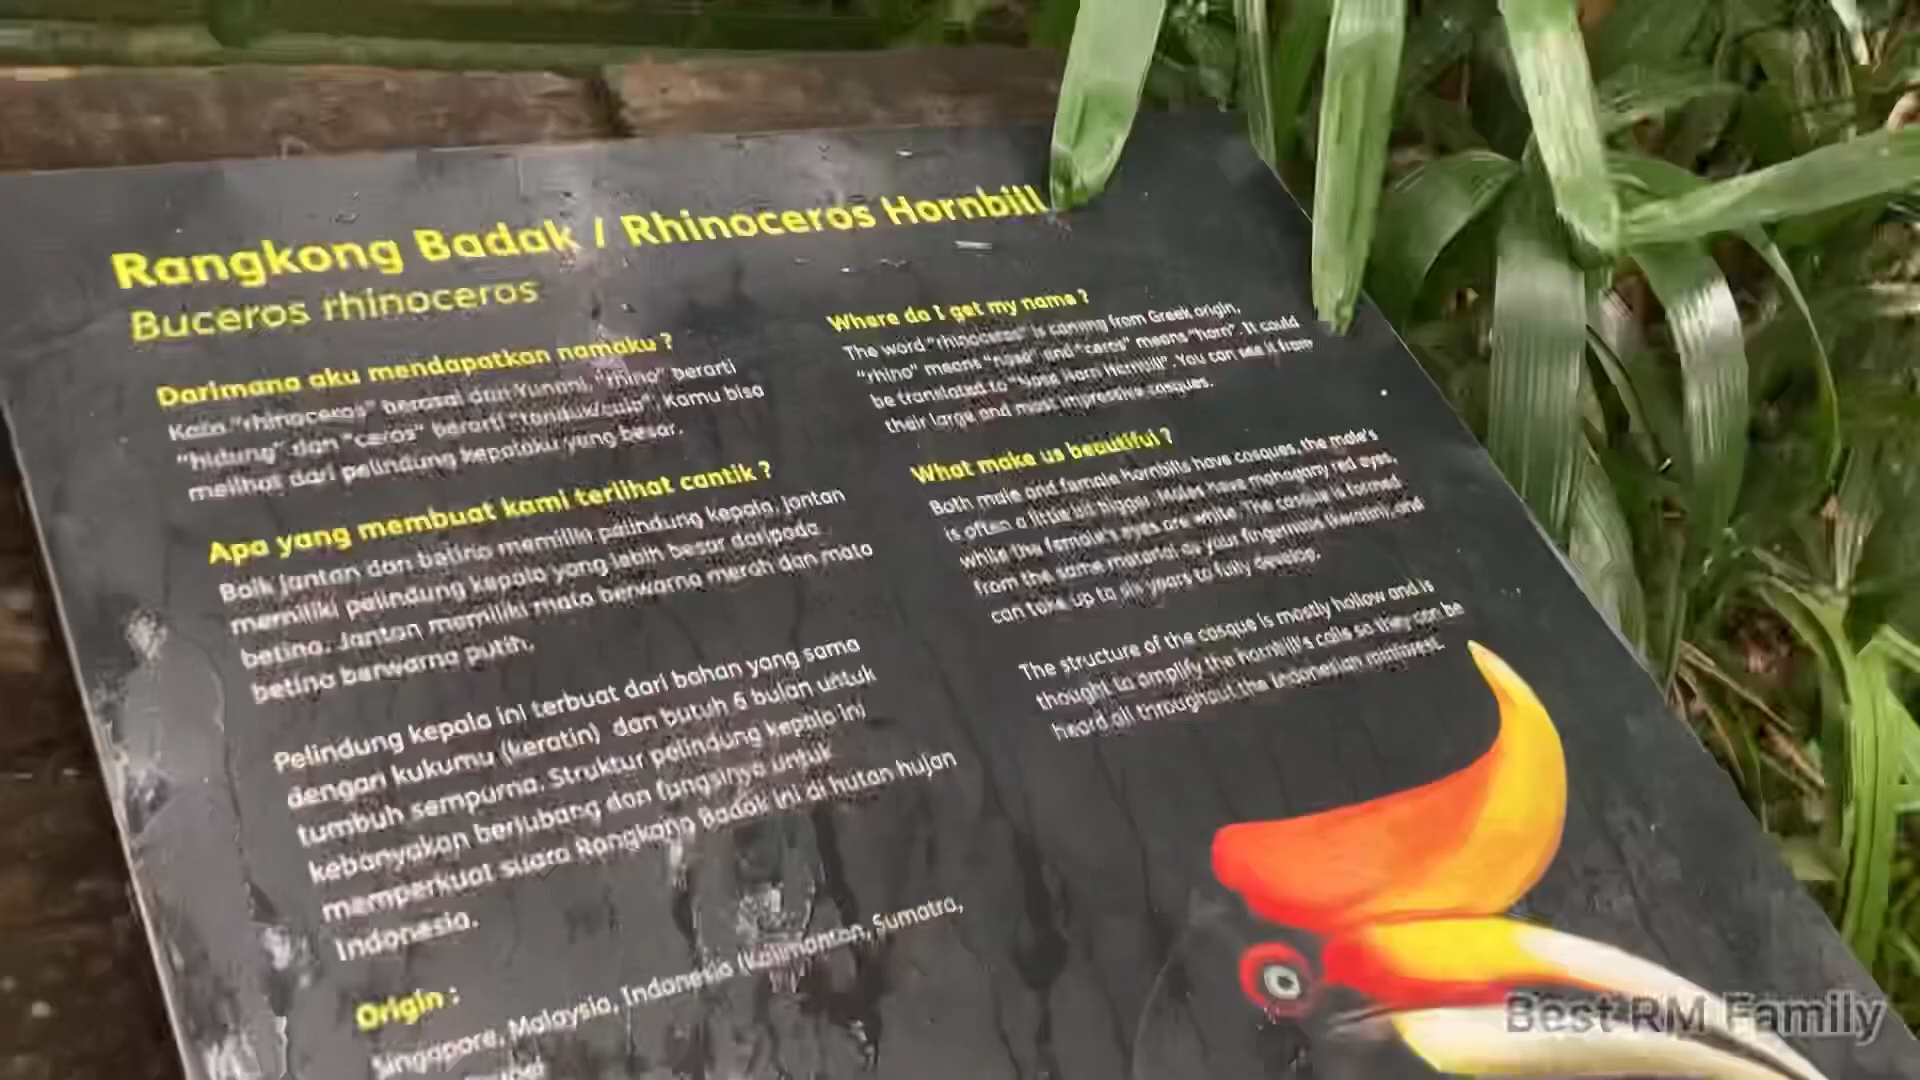 Rangkong Badak / Rhinoceros Hornbill
Buceros rhinoceros
Darimana aku mendapatkan namaku ?
Kata "rhinoceros" berasal dari Yunani, "rhino" berarti
"hidung" dan "ceros" berarti "tanduk/cula". Kamu bisa
melihat dari pelindung kepalaku yang besar.
Apa yang membuat kami terlihat cantik ?
Baik jantan dan betina memiliki pelindung kepala, jantan
memiliki pelindung kepala yang lebih besar daripada
betina. Jantan memiliki mata berwarna merah dan mata
betina berwarna putih.
Pelindung kepala ini terbuat dari bahan yang sama
dengan kukumu (keratin) dan butuh 6 bulan untuk
tumbuh sempurna. Struktur pelindung kepala ini
kebanyakan berlubang dan fungsinya untuk
memperkuat suara Rangkong Badak ini di hutan hujan
Indonesia.
Origin :
Singapore, Malaysia, Indonesia (Kalimantan, Sumatra,
Where do I get my name ?
The word "rhinoceros" is coming from Greek origin,
"rhino" means "nose" and "ceros" means "horn". It could
be translated to "Nose Horn Hornbill". You can see it from
their large and most impressive casques.
What make us beautiful ?
Both male and female hornbills have casques, the male's
is often a little bit bigger. Males have mahogany red eyes,
while the female's eyes are white. The casque is formed
from the same material as your fingernails (keratin), and
can take up to six years to fully develop.
The structure of the casque is mostly hollow and is
thought to amplify the hornbill's calls so they can be
heard all throughout the Indonesian rainforest.
Best RM Family